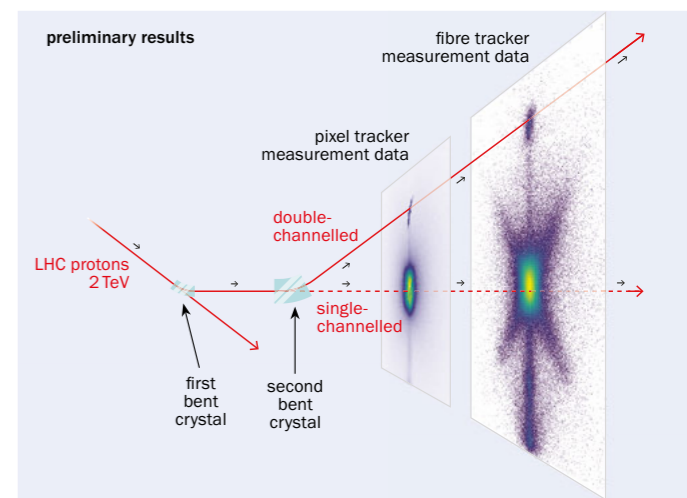 preliminary results
fibre tracker
measurement data
pixel tracker
measurement data
double-
channelled
LHC protons
2 TeV
single-
channelled
first
bent
crystal
second
bent
crystal